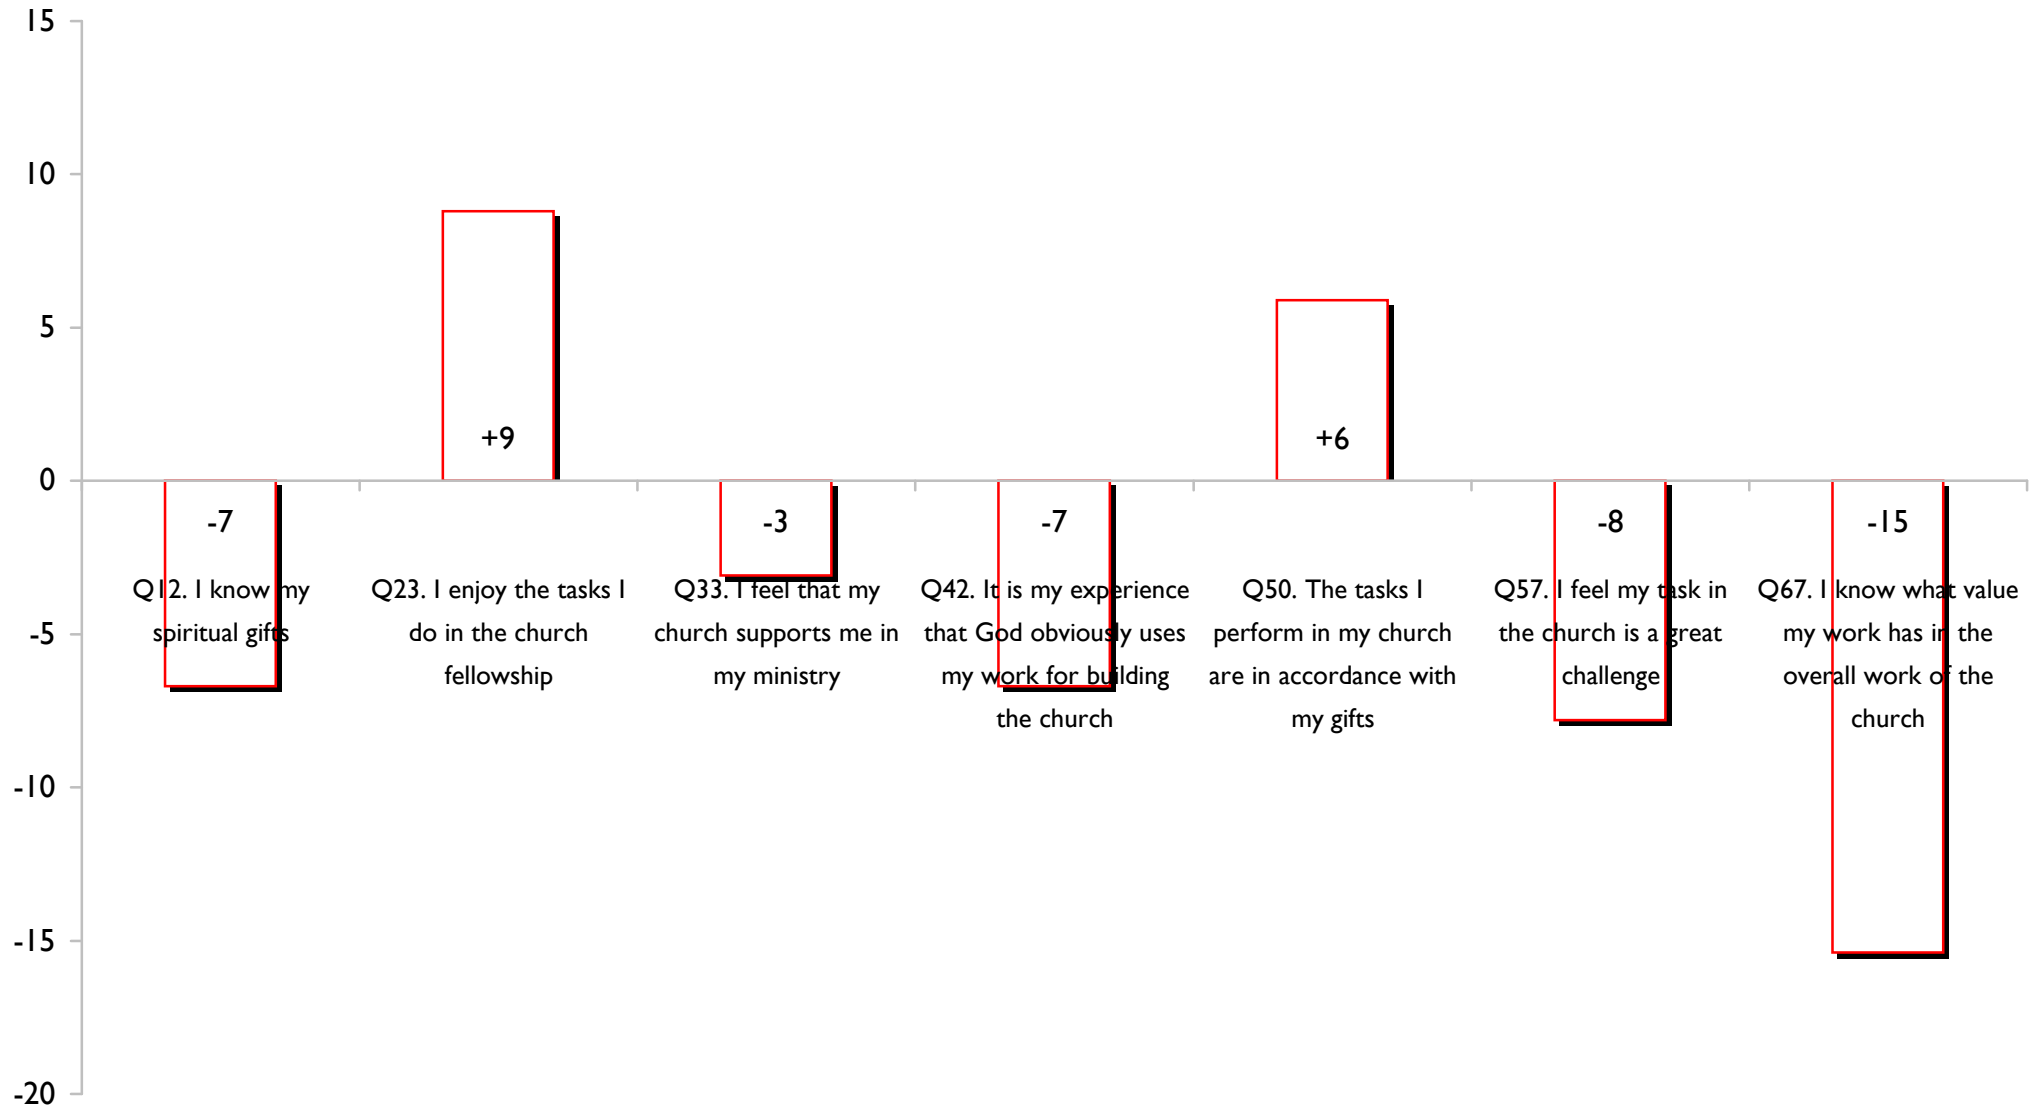 15
10
5
0
-5
-10
-15
-20
-7
+9
-3
-7
+6
-8
-15
Q12. I know my
spiritual gifts
Q23. I enjoy the tasks I
do in the church
fellowship
Q33. I feel that my
church supports me in
my ministry
Q42. It is my experience
that God obviously uses
my work for building
the church
Q50. The tasks I
perform in my church
are in accordance with
my gifts
Q57. I feel my task in
the church is a great
challenge
Q67. I know what value
my work has in the
overall work of the
church